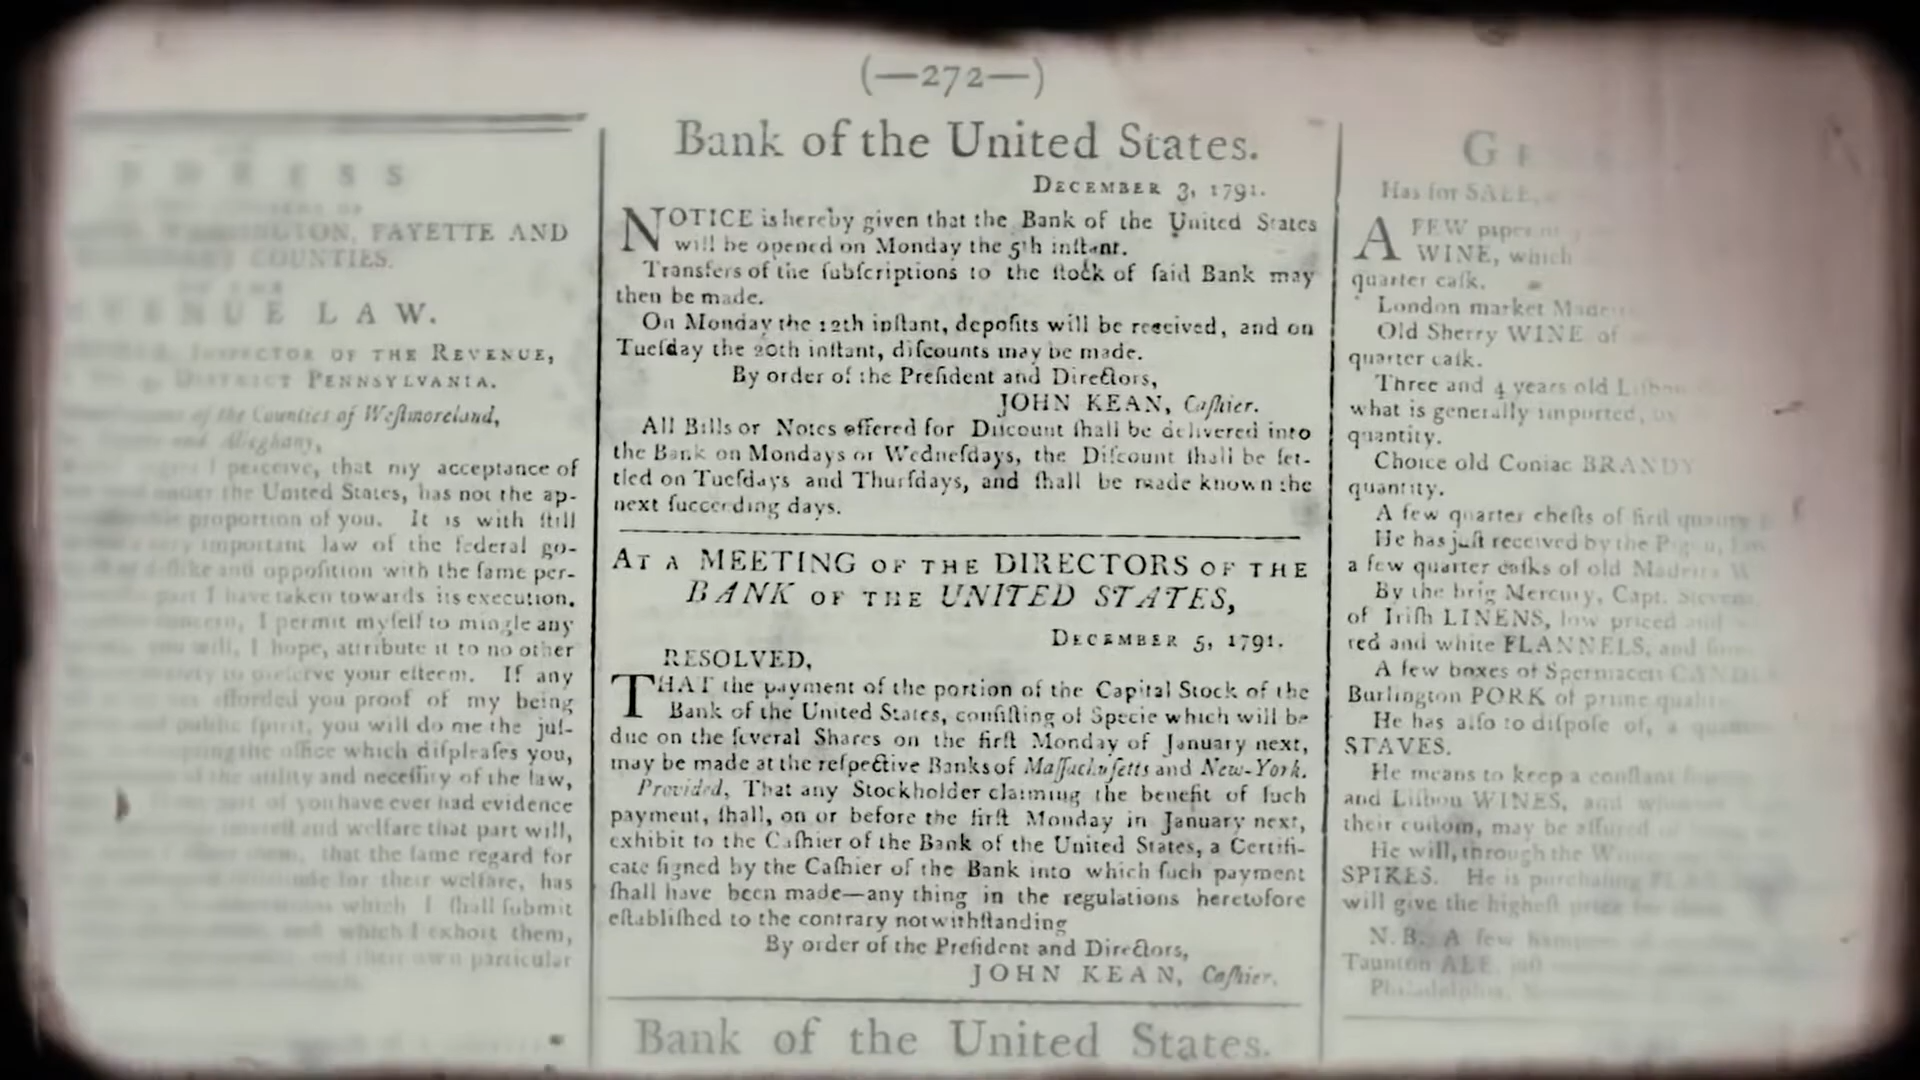 (—272—)
D R E S S
FAYETTE AND
COUNTIES.
L A W.
INSPECTOR OF THE REVENUE,
DISTRICT PENNSYLVANIA.
of the Counties of Weſtmoreland,
and Alleghany,
I perceive, that my acceptance of
the United States, has not the ap-
proportion of you. It is with ſtill
important law of the federal go-
and oppoſition with the ſame per-
part I have taken towards its execution.
I permit myſelf to mingle any
will, I hope, attribute it to no other
to preſerve your eſteem. If any
afforded you proof of my being
public ſpirit, you will do me the juſ-
the office which diſpleaſes you,
of the utility and neceſſity of the law,
of you have ever had evidence
and welfare that part will,
that the ſame regard for
for their welfare, has
which I ſhall ſubmit
and which I exhort them,
and their own particular
Bank of the United States.
DECEMBER 3, 1791.
NOTICE is hereby given that the Bank of the United States
will be opened on Monday the 5th inſtant.
Transfers of the ſubſcriptions to the ſtock of ſaid Bank may
then be made.
On Monday the 12th inſtant, depoſits will be received, and on
Tueſday the 20th inſtant, diſcounts may be made.
By order of the Preſident and Directors,
JOHN KEAN, Caſhier.
All Bills or Notes offered for Diſcount ſhall be delivered into
the Bank on Mondays or Wedneſdays, the Diſcount ſhall be ſet-
tled on Tueſdays and Thurſdays, and ſhall be made known the
next ſucceeding days.
AT A MEETING OF THE DIRECTORS OF THE
BANK OF THE UNITED STATES,
DECEMBER 5, 1791.
RESOLVED,
THAT the payment of the portion of the Capital Stock of the
Bank of the United States, conſiſting of Specie which will be
due on the ſeveral Shares on the firſt Monday of January next,
may be made at the reſpective Banks of Maſſachuſetts and New-York.
Provided, That any Stockholder claiming the benefit of ſuch
payment, ſhall, on or before the firſt Monday in January next,
exhibit to the Caſhier of the Bank of the United States, a Certifi-
cate ſigned by the Caſhier of the Bank into which ſuch payment
ſhall have been made—any thing in the regulations heretofore
eſtabliſhed to the contrary notwithſtanding
By order of the Preſident and Directors,
JOHN KEAN, Caſhier.
Bank of the United States.
Has for SALE,
A FEW pipes
WINE, which
quarter caſk.
London market
Old Sherry WINE of
quarter caſk.
Three and 4 years old
what is generally imported,
quantity.
Choice old Coniac BRANDY
quantity.
A few quarter cheſts of firſt
He has juſt received by the
a few quarter caſks of old Madeira
By the brig Mercury, Capt.
of Iriſh LINENS, low priced and
red and white FLANNELS, and
A few boxes of Spermaceti
Burlington PORK of prime
He has alſo to diſpoſe of, a
STAVES.
He means to keep a conſtant
and Liſbon WINES, and
their cuſtom, may be aſſured
He will, through the
SPIKES. He is purchaſing
will give the higheſt price
N. B. A few
Taunton ALE,
Philadelphia,